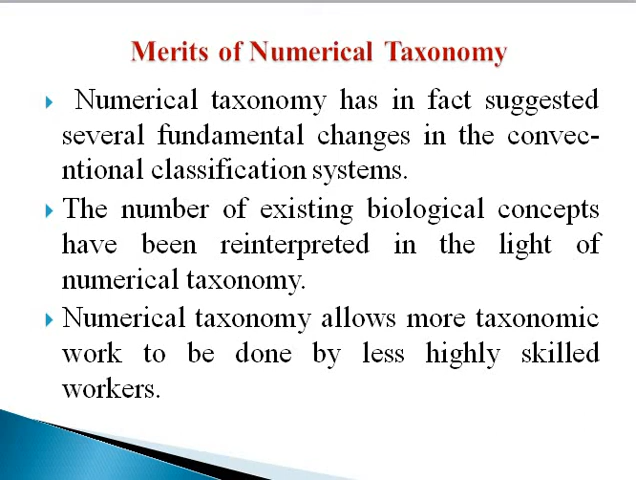 Merits of Numerical Taxonomy
Numerical taxonomy has in fact suggested
several fundamental changes in the convec-
ntional classification systems.
The number of existing biological concepts
have been reinterpreted in the light of
numerical taxonomy.
Numerical taxonomy allows more taxonomic
work to be done by less highly skilled
workers.